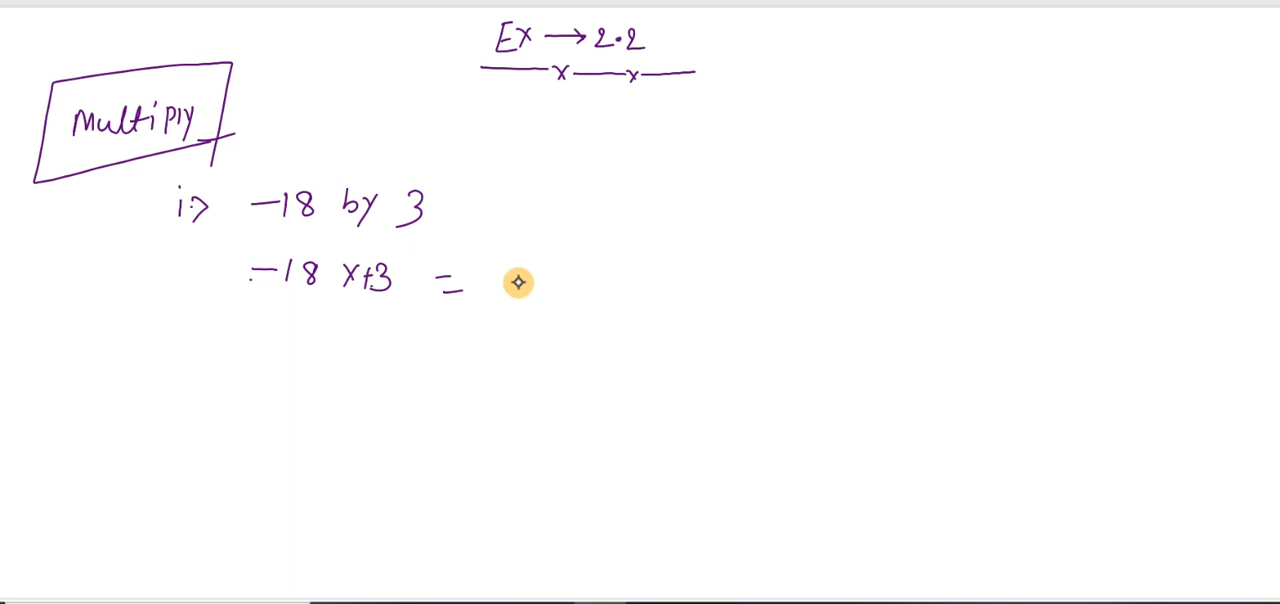 Ex → 2.2
Multiply
i> -18 by 3
-18 x+3 =